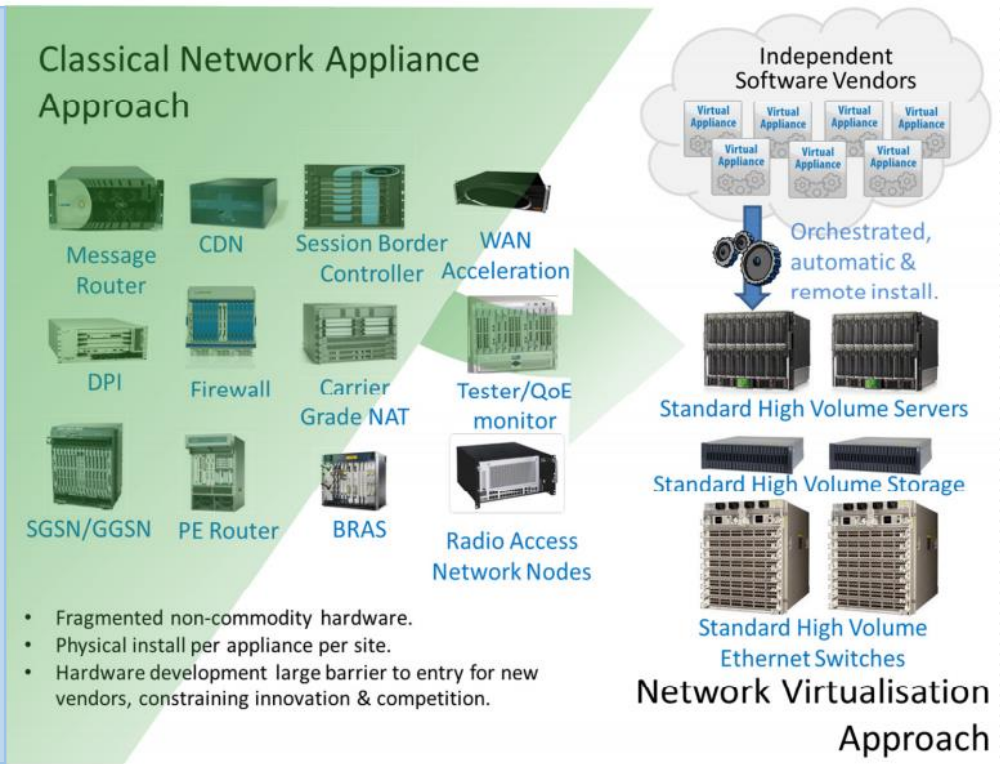 Classical Network Appliance
Approach
Message
Router
CDN
Session Border
Controller
WAN
Acceleration
DPI
Firewall
Carrier
Grade NAT
Tester/QoE
monitor
SGSN/GGSN
PE Router
BRAS
Radio Access
Network Nodes
• Fragmented non-commodity hardware.
• Physical install per appliance per site.
• Hardware development large barrier to entry for new
vendors, constraining innovation & competition.
Independent
Software Vendors
Virtual
Appliance
Virtual
Appliance
Virtual
Appliance
Virtual
Appliance
Virtual
Appliance
Virtual
Appliance
Virtual
Appliance
Orchestrated,
automatic &
remote install.
Standard High Volume Servers
Standard High Volume Storage
Standard High Volume
Ethernet Switches
Network Virtualisation
Approach